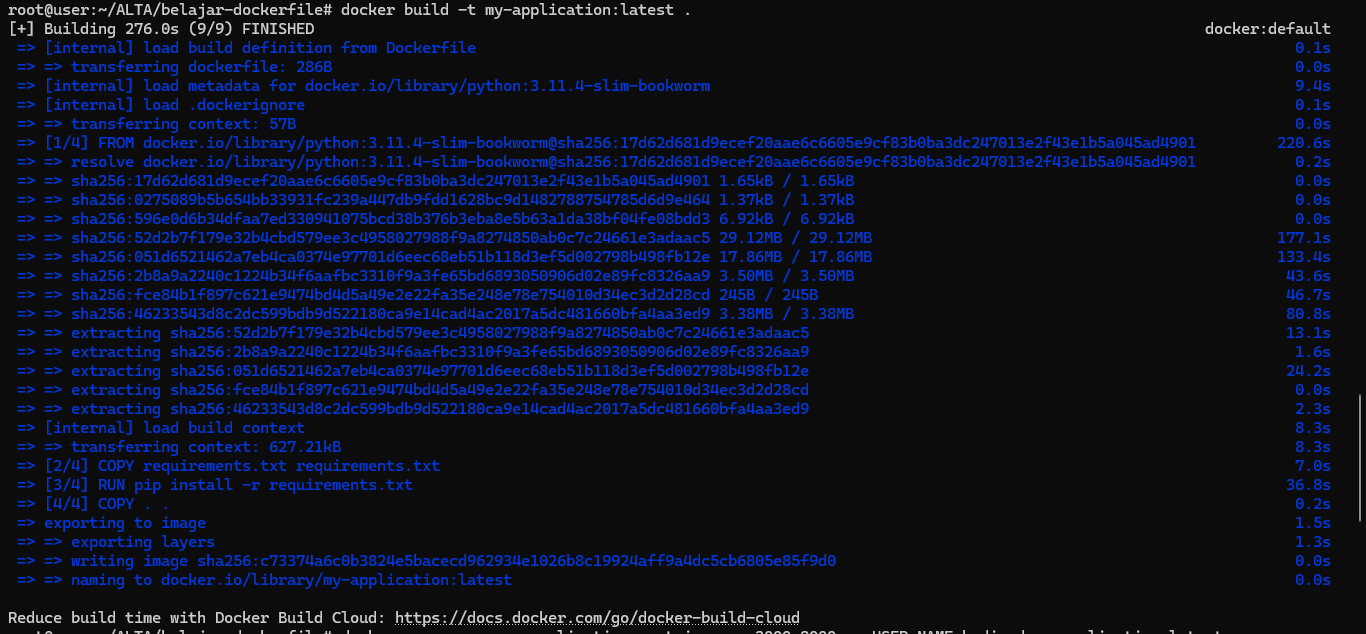 root@user:~/ALTA/belajar-dockerfile# docker build -t my-application:latest .
[+] Building 276.0s (9/9) FINISHED docker:default
=> [internal] load build definition from Dockerfile 0.1s
=> => transferring dockerfile: 286B 0.0s
=> [internal] load metadata for docker.io/library/python:3.11.4-slim-bookworm 9.4s
=> [internal] load .dockerignore 0.1s
=> => transferring context: 57B 0.0s
=> [1/4] FROM docker.io/library/python:3.11.4-slim-bookworm@sha256:17d62d681d9ecef20aae6c6605e9cf83b0ba3dc247013e2f43e1b5a045ad4901 220.6s
=> => resolve docker.io/library/python:3.11.4-slim-bookworm@sha256:17d62d681d9ecef20aae6c6605e9cf83b0ba3dc247013e2f43e1b5a045ad4901 0.2s
=> => sha256:17d62d681d9ecef20aae6c6605e9cf83b0ba3dc247013e2f43e1b5a045ad4901 1.65kB / 1.65kB 0.0s
=> => sha256:0275089b5b654bb33931fc239a447db9fdd1628bc9d1482788754785d6d9e464 1.37kB / 1.37kB 0.0s
=> => sha256:596e0d6b34dfaa7ed330941075bcd38b376b3eba8e5b63a1da38bf04fe08bdd3 6.92kB / 6.92kB 0.0s
=> => sha256:52d2b7f179e32b4cbd579ee3c4958027988f9a8274850ab0c7c24661e3adaac5 29.12MB / 29.12MB 177.1s
=> => sha256:051d6521462a7eb4ca0374e97701d6eec68eb51b118d3ef5d002798b498fb12e 17.86MB / 17.86MB 133.4s
=> => sha256:2b8a9a2240c1224b34f6aafbc3310f9a3fe65bd6893050906d02e89fc8326aa9 3.50MB / 3.50MB 43.6s
=> => sha256:fce84b1f897c621e9474bd4d5a49e2e22fa35e248e78e754010d34ec3d2d28cd 245B / 245B 46.7s
=> => sha256:46233543d8c2dc599bdb9d522180ca9e14cad4ac2017a5dc481660bfa4aa3ed9 3.38MB / 3.38MB 80.8s
=> => extracting sha256:52d2b7f179e32b4cbd579ee3c4958027988f9a8274850ab0c7c24661e3adaac5 13.1s
=> => extracting sha256:2b8a9a2240c1224b34f6aafbc3310f9a3fe65bd6893050906d02e89fc8326aa9 1.6s
=> => extracting sha256:051d6521462a7eb4ca0374e97701d6eec68eb51b118d3ef5d002798b498fb12e 24.2s
=> => extracting sha256:fce84b1f897c621e9474bd4d5a49e2e22fa35e248e78e754010d34ec3d2d28cd 0.0s
=> => extracting sha256:46233543d8c2dc599bdb9d522180ca9e14cad4ac2017a5dc481660bfa4aa3ed9 2.3s
=> [internal] load build context 8.3s
=> => transferring context: 627.21kB 8.3s
=> [2/4] COPY requirements.txt requirements.txt 7.0s
=> [3/4] RUN pip install -r requirements.txt 36.8s
=> [4/4] COPY . . 0.2s
=> exporting to image 1.5s
=> => exporting layers 1.3s
=> => writing image sha256:c73374a6c0b3824e5bacecd962934e1026b8c19924aff9a4dc5cb6805e85f9d0 0.0s
=> => naming to docker.io/library/my-application:latest 0.0s
Reduce build time with Docker Build Cloud: https://docs.docker.com/go/docker-build-cloud